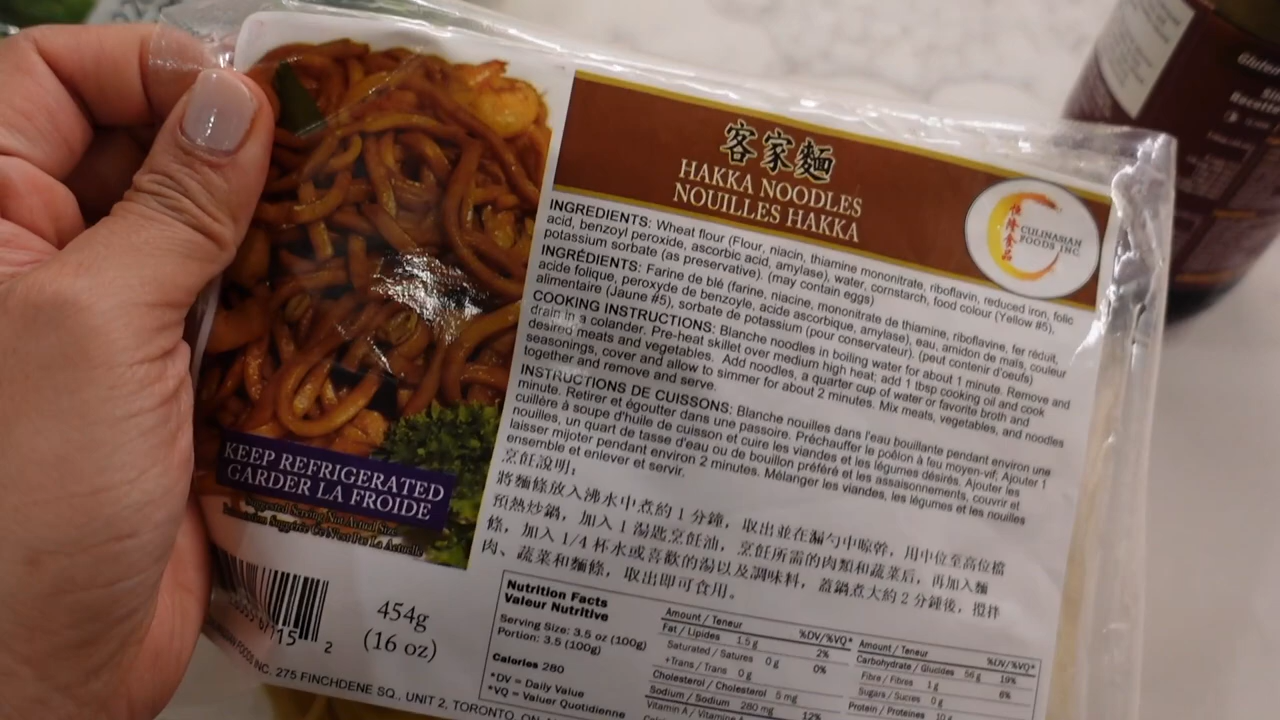 客家麵
HAKKA NOODLES
NOUILLES HAKKA
CULINASIAN
FOODS INC.
INGREDIENTS: Wheat flour (Flour, niacin, thiamine mononitrate, riboflavin, reduced iron, folic
acid, benzoyl peroxide, ascorbic acid, amylase), water, cornstarch, food colour (Yellow #5),
potassium sorbate (as preservative). (may contain eggs)
INGRÉDIENTS: Farine de blé (farine, niacine, mononitrate de thiamine, riboflavine, fer réduit,
acide folique, peroxyde de benzoyle, acide ascorbique, amylase), eau, amidon de maïs, couleur
alimentaire (Jaune #5), sorbate de potassium (pour conservateur). (peut contenir d'oeufs)
COOKING INSTRUCTIONS: Blanche noodles in boiling water for about 1 minute. Remove and
drain in a colander. Pre-heat skillet over medium high heat; add 1 tbsp cooking oil and cook
desired meats and vegetables. Add noodles, a quarter cup of water or favorite broth and
seasonings, cover and allow to simmer for about 2 minutes. Mix meats, vegetables, and noodles
together and remove and serve.
INSTRUCTIONS DE CUISSONS: Blanche nouilles dans l'eau bouillante pendant environ une
minute. Retirer et égoutter dans une passoire. Préchauffer le poêlon à feu moyen-vif. Ajouter 1
cuillère à soupe d'huile de cuisson et cuire les viandes et les légumes désirés. Ajouter les
nouilles, un quart de tasse d'eau ou de bouillon préféré et les assaisonnements, couvrir et
laisser mijoter pendant environ 2 minutes. Mélanger les viandes, les légumes et les nouilles
ensemble et enlever et servir.
烹飪說明:
將麵條放入沸水中煮約 1 分鐘，取出並在漏勺中晾幹，用中位至高位檔
預熱炒鍋，加入 1 湯匙烹飪油，烹飪所需的肉類和蔬菜后，再加入麵
條，加入 1/4 杯水或喜歡的湯以及調味料，蓋鍋煮大約 2 分鍾後，攪拌
肉、蔬菜和麵條，取出即可食用。
KEEP REFRIGERATED
GARDER LA FROIDE
Suggested Serving Not Actual Size
Suggérée Ce N'est Pas La Actuelle
715 2
454g
(16 oz)
FOODS INC. 275 FINCHDENE SQ., UNIT 2, TORONTO, ON
Nutrition Facts
Valeur Nutritive
Serving Size: 3.5 oz (100g)
Portion: 3.5 (100g)
Calories 280
*DV = Daily Value
*VQ = Valeur Quotidienne
Amount / Teneur %DV/%VQ*
Fat / Lipides 1.5 g 2%
Saturated / Satures 0 g 0%
+Trans / Trans 0 g
Cholesterol / Cholesterol 5 mg
Sodium / Sodium 280 mg 12%
Vitamin A / Vitamine
Amount / Teneur %DV/%VQ*
Carbohydrate / Glucides 56 g 19%
Fibre / Fibres 1 g 6%
Sugars / Sucres 0 g
Protein / Proteines 10 g